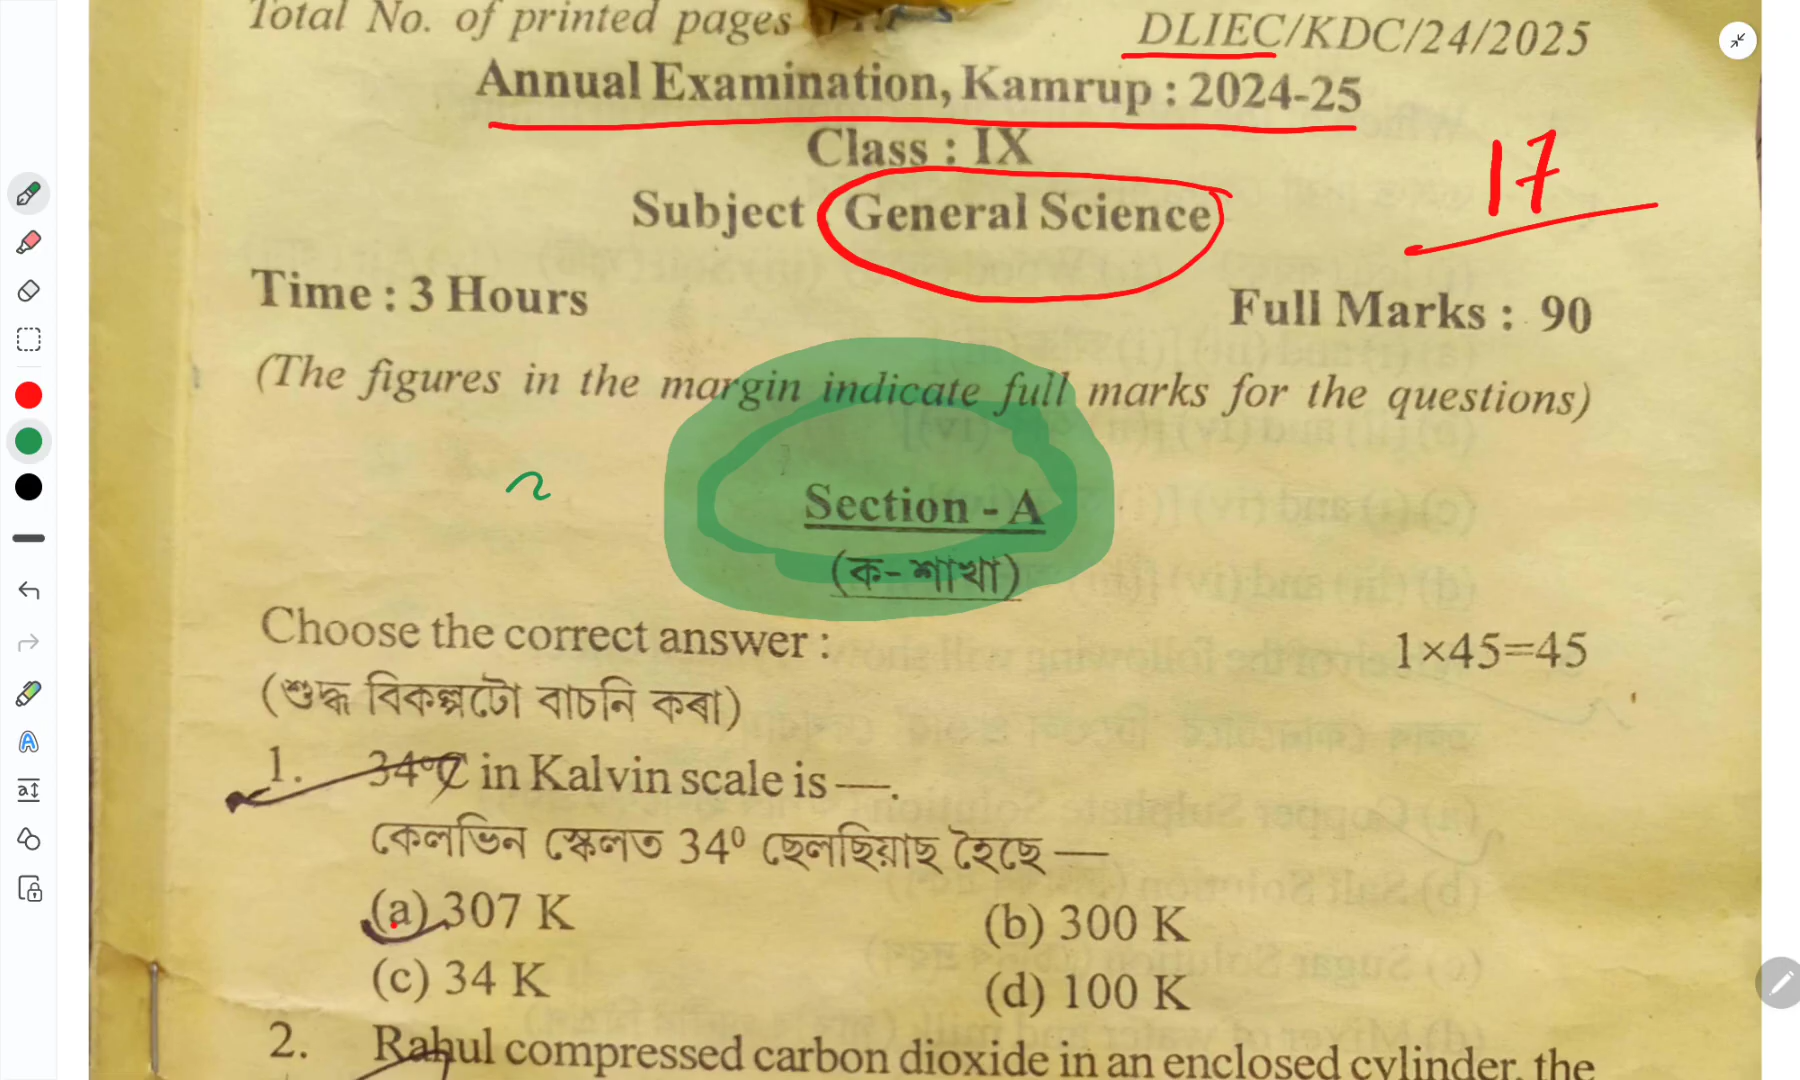 Total No. of printed pages
DLIEC/KDC/24/2025
Annual Examination, Kamrup : 2024-25
Class : IX
17
Subject General Science
Time : 3 Hours
Full Marks : 90
(The figures in the margin indicate full marks for the questions)
Section - A
(ক- শাখা)
Choose the correct answer :
1×45=45
(শুদ্ধ বিকল্পটো বাচনি কৰা)
1. 34⁰C in Kalvin scale is —.
কেলভিন স্কেলত 34⁰ ছেলছিয়াছ হৈছে —
(a) 307 K
(b) 300 K
(c) 34 K
(d) 100 K
2. Rahul compressed carbon dioxide in an enclosed cylinder, the